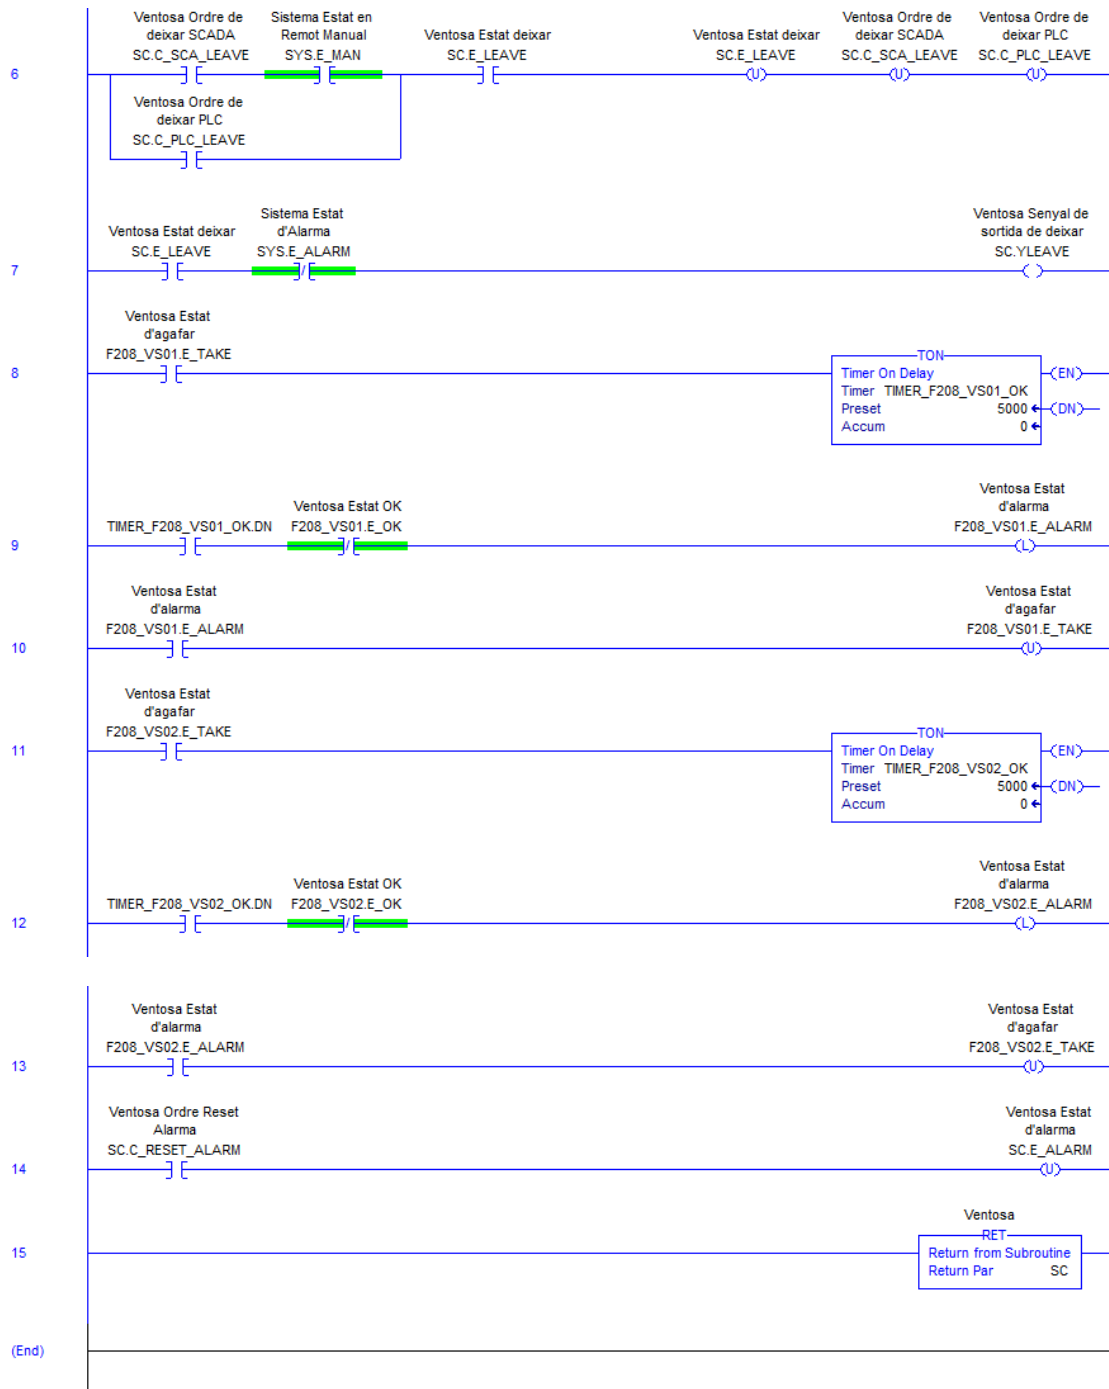 Ventosa Ordre de
deixar SCADA
SC.C_SCA_LEAVE
Sistema Estat en
Remot Manual
SYS.E_MAN
Ventosa Estat deixar
SC.E_LEAVE
Ventosa Estat deixar
SC.E_LEAVE
Ventosa Ordre de
deixar SCADA
SC.C_SCA_LEAVE
Ventosa Ordre de
deixar PLC
SC.C_PLC_LEAVE
6
U
U
U
Ventosa Ordre de
deixar PLC
SC.C_PLC_LEAVE
Ventosa Estat deixar
SC.E_LEAVE
Sistema Estat
d'Alarma
SYS.E_ALARM
Ventosa Senyal de
sortida de deixar
SC.YLEAVE
7
Ventosa Estat
d'agafar
F208_VS01.E_TAKE
8
TON
Timer On Delay
Timer TIMER_F208_VS01_OK
Preset 5000
Accum 0
EN
DN
TIMER_F208_VS01_OK.DN
Ventosa Estat OK
F208_VS01.E_OK
Ventosa Estat
d'alarma
F208_VS01.E_ALARM
9
L
Ventosa Estat
d'alarma
F208_VS01.E_ALARM
Ventosa Estat
d'agafar
F208_VS01.E_TAKE
10
U
Ventosa Estat
d'agafar
F208_VS02.E_TAKE
11
TON
Timer On Delay
Timer TIMER_F208_VS02_OK
Preset 5000
Accum 0
EN
DN
TIMER_F208_VS02_OK.DN
Ventosa Estat OK
F208_VS02.E_OK
Ventosa Estat
d'alarma
F208_VS02.E_ALARM
12
L
Ventosa Estat
d'alarma
F208_VS02.E_ALARM
Ventosa Estat
d'agafar
F208_VS02.E_TAKE
13
U
Ventosa Ordre Reset
Alarma
SC.C_RESET_ALARM
Ventosa Estat
d'alarma
SC.E_ALARM
14
U
15
Ventosa
RET
Return from Subroutine
Return Par SC
(End)